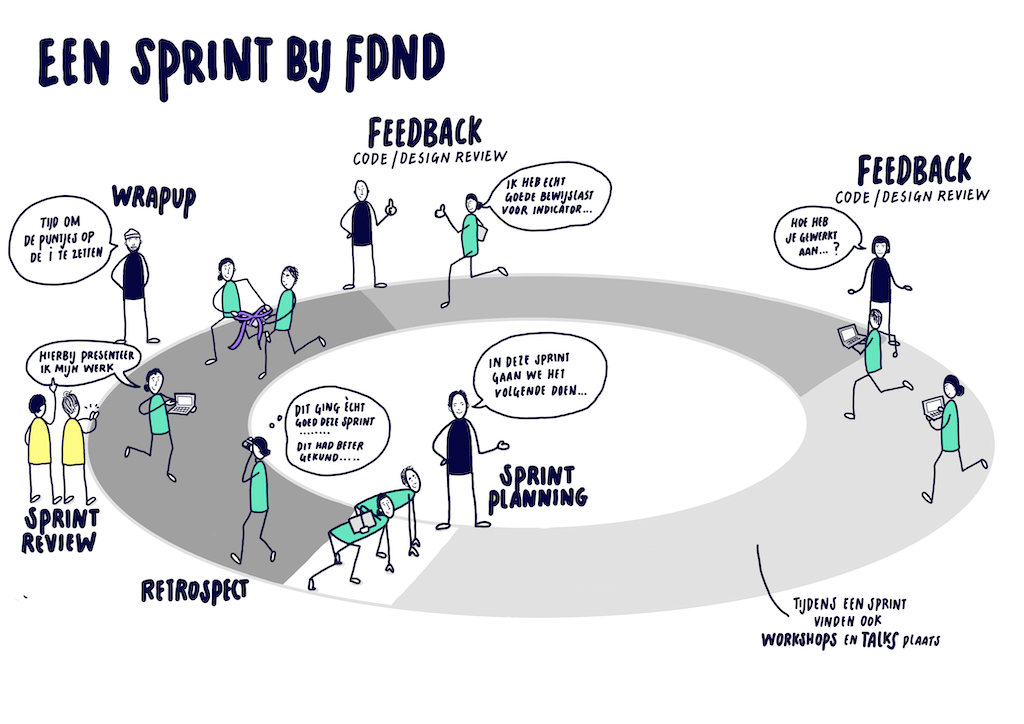 EEN SPRINT BIJ FDND
FEEDBACK
CODE/DESIGN REVIEW
IK HEB ECHT
GOEDE BEWIJSLAST
VOOR INDICATOR...
FEEDBACK
CODE/DESIGN REVIEW
HOE HEB
JE GEWERKT
AAN...?
WRAPUP
TIJD OM
DE PUNTJES OP
DE i TE ZETTEN
HIERBIJ PRESENTEER
IK MIJN WERK
SPRINT
REVIEW
DIT GING ÈCHT
GOED DEZE SPRINT
........
DIT HAD BETER
GEKUND.....
RETROSPECT
IN DEZE SPRINT
GAAN WE HET
VOLGENDE DOEN...
SPRINT
PLANNING
TIJDENS EEN SPRINT
VINDEN OOK
WORKSHOPS EN TALKS PLAATS